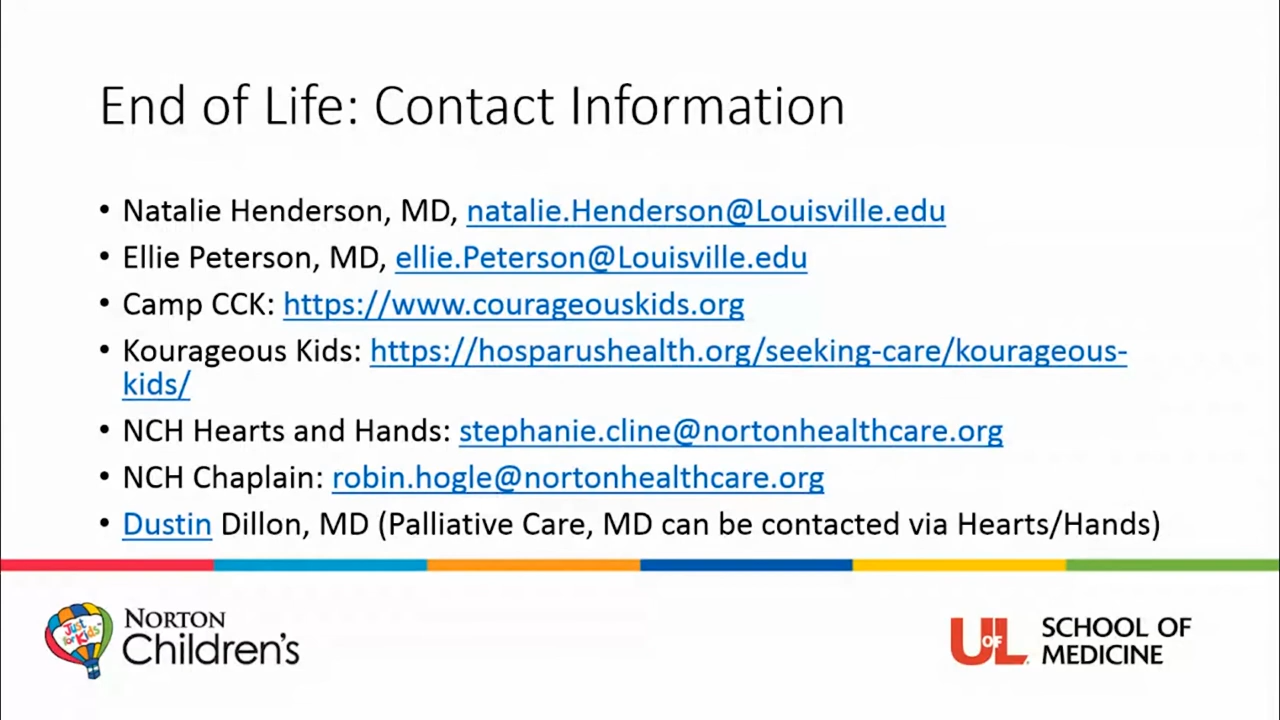 End of Life: Contact Information
• Natalie Henderson, MD, natalie.Henderson@Louisville.edu
• Ellie Peterson, MD, ellie.Peterson@Louisville.edu
• Camp CCK: https://www.courageouskids.org
• Kourageous Kids: https://hosparushealth.org/seeking-care/kourageous-
kids/
• NCH Hearts and Hands: stephanie.cline@nortonhealthcare.org
• NCH Chaplain: robin.hogle@nortonhealthcare.org
• Dustin Dillon, MD (Palliative Care, MD can be contacted via Hearts/Hands)
Just
for Kids
NORTON
Children's
UOFL
SCHOOL OF
MEDICINE